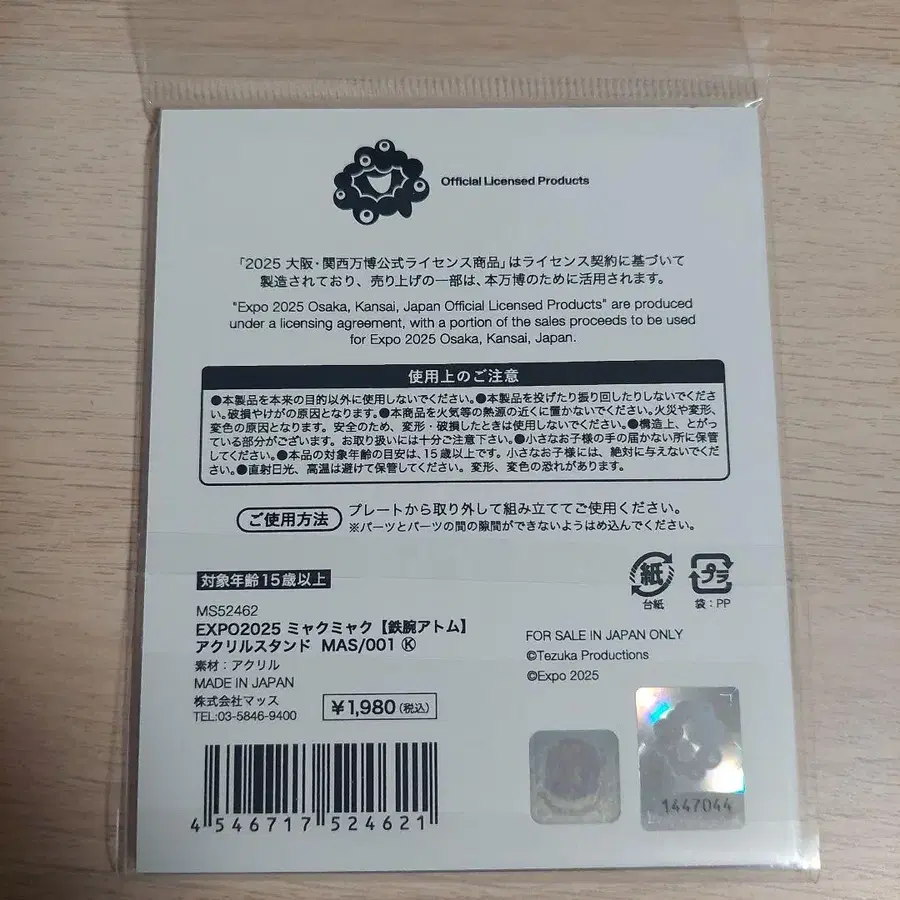 Official Licensed Products
「2025 大阪・関西万博公式ライセンス商品」はライセンス契約に基づいて
製造されており、売り上げの一部は、本万博のために活用されます。
"Expo 2025 Osaka, Kansai, Japan Official Licensed Products" are produced
under a licensing agreement, with a portion of the sales proceeds to be used
for Expo 2025 Osaka, Kansai, Japan.
使用上のご注意
●本製品を本来の目的以外に使用しないでください。●本製品を投げたり振り回したりしないでくださ
い。破損やけがの原因となります。●本商品を火気等の熱源の近くに置かないでください。火災や変形、
変色の原因となります。安全のため、変形・破損したときは使用しないでください。●構造上、とがっ
ている部分がございます。お取り扱いには十分ご注意下さい。●小さなお子様の手の届かない所に保管
してください。●本品の対象年齢の目安は、15歳以上です。小さなお子様には、絶対に与えないでくだ
さい。●直射日光、高温は避けて保管してください。変形、変色の恐れがあります。
ご使用方法
プレートから取り外して組み立ててご使用ください。
※パーツとパーツの間の隙間ができないようはめ込んでください。
対象年齢15歳以上
紙
台紙
プラ
袋:PP
MS52462
EXPO2025 ミャクミャク【鉄腕アトム】
アクリルスタンド MAS/001 Ⓚ
素材:アクリル
MADE IN JAPAN
株式会社マッス
TEL:03-5846-9400
¥1,980(税込)
FOR SALE IN JAPAN ONLY
©Tezuka Productions
©Expo 2025
4 546717 524621
1447044